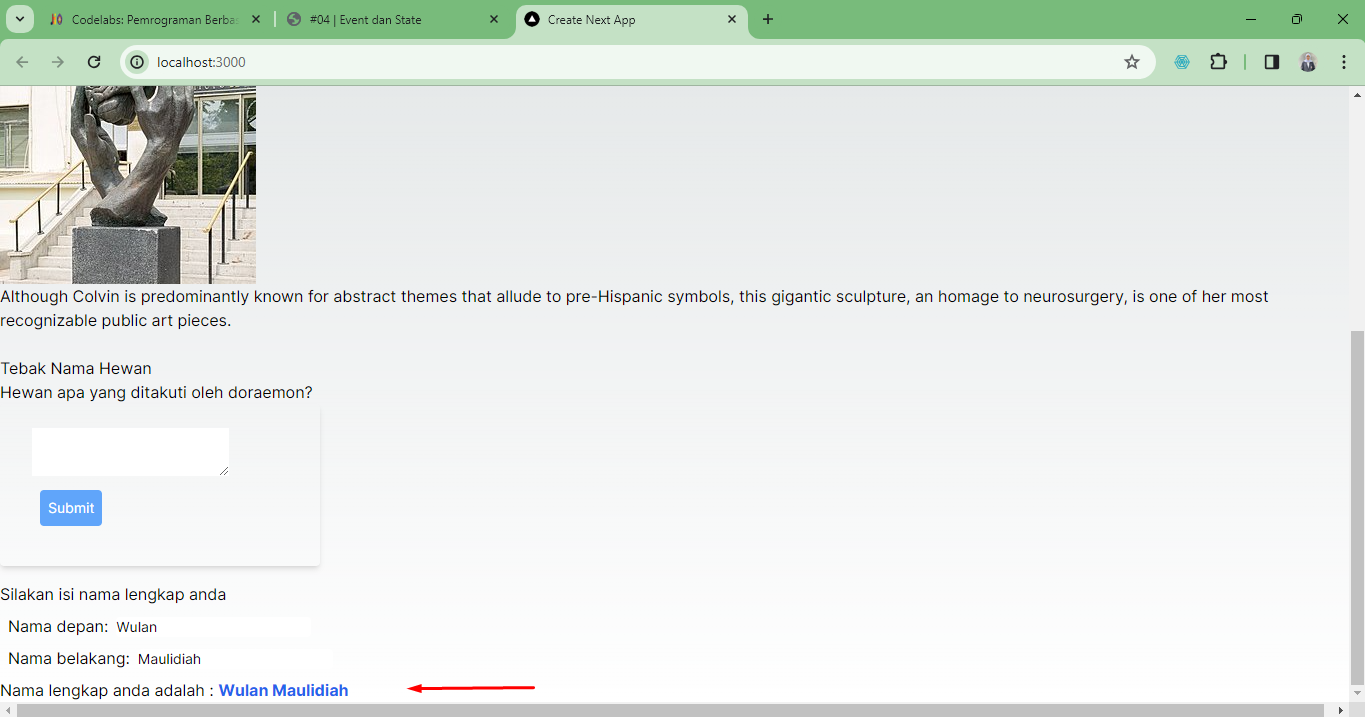 Codelabs: Pemrograman Berbas
#04 | Event dan State
Create Next App
localhost:3000
Although Colvin is predominantly known for abstract themes that allude to pre-Hispanic symbols, this gigantic sculpture, an homage to neurosurgery, is one of her most
recognizable public art pieces.
Tebak Nama Hewan
Hewan apa yang ditakuti oleh doraemon?
Submit
Silakan isi nama lengkap anda
Nama depan: Wulan
Nama belakang: Maulidiah
Nama lengkap anda adalah : Wulan Maulidiah